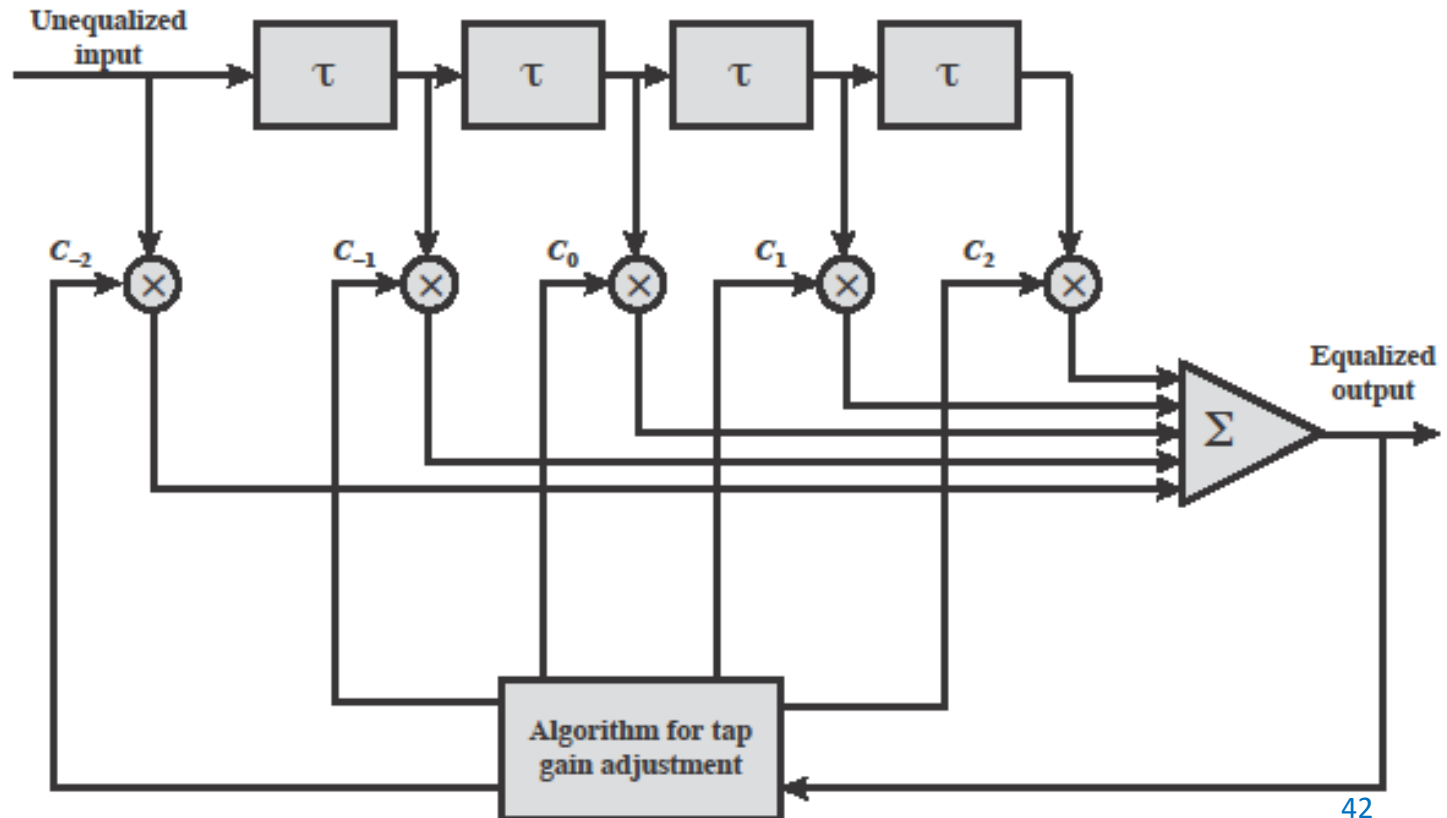 Unequalized
input
τ τ τ τ
C₋₂ C₋₁ C₀ C₁ C₂
× × × × ×
Equalized
output
Σ
Algorithm for tap
gain adjustment
42